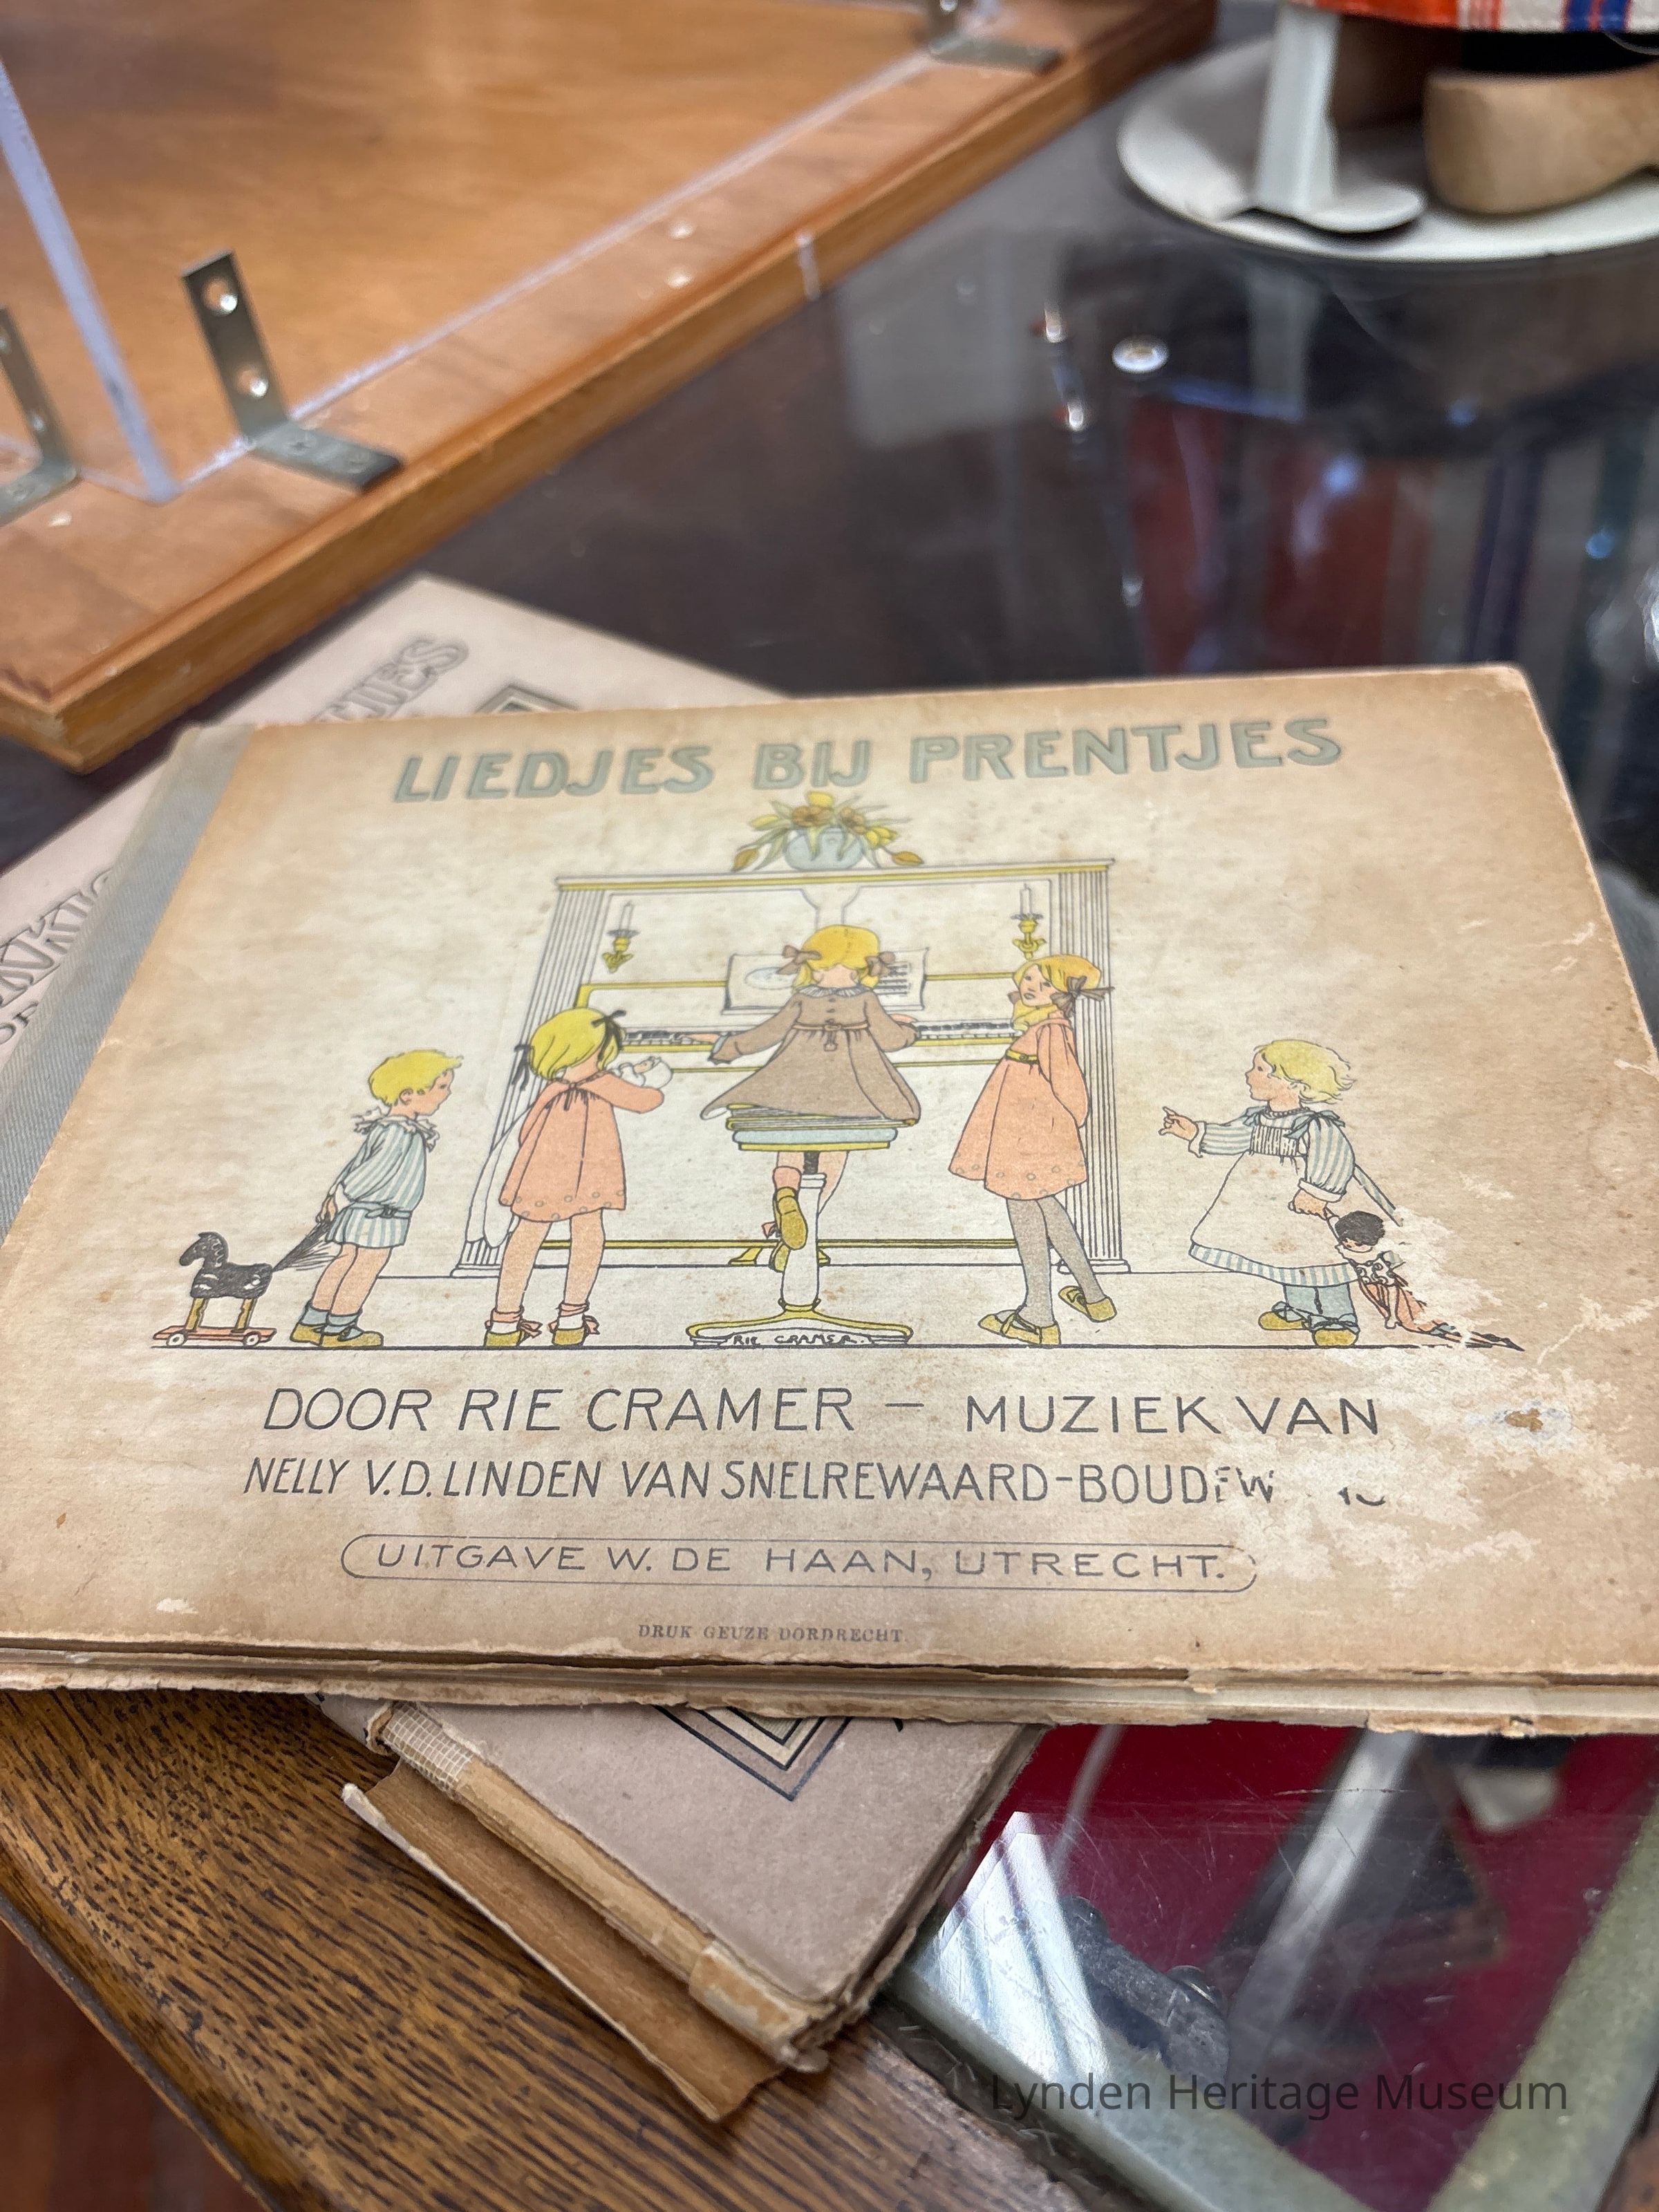 LIEDJES BIJ PRENTJES
RIE CRAMER.
DOOR RIE CRAMER — MUZIEK VAN
NELLY V.D. LINDEN VAN SNELREWAARD-
UITGAVE W. DE HAAN, UTRECHT.
DRUK GEUZE DORDRECHT.
Lynden Heritage Museum